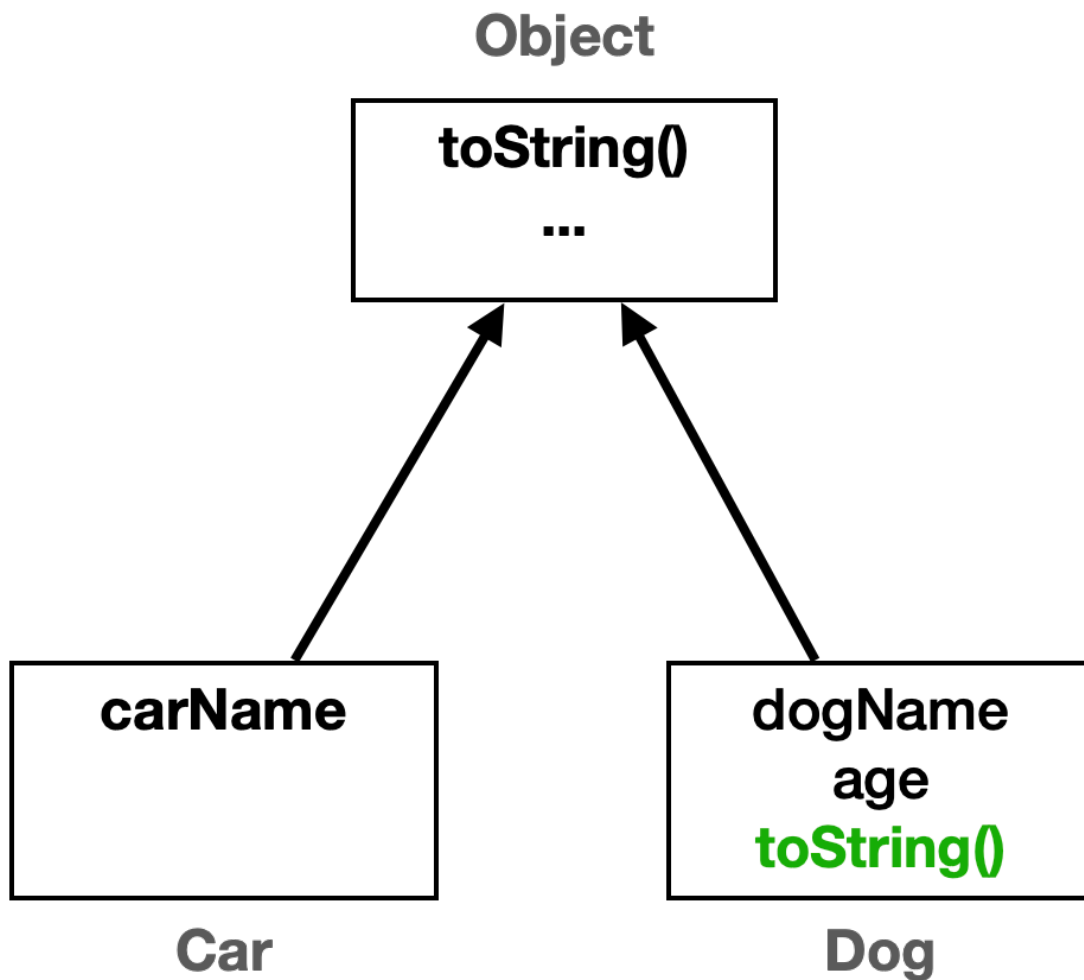 Object
toString()
...
carName
dogName
age
toString()
Car
Dog